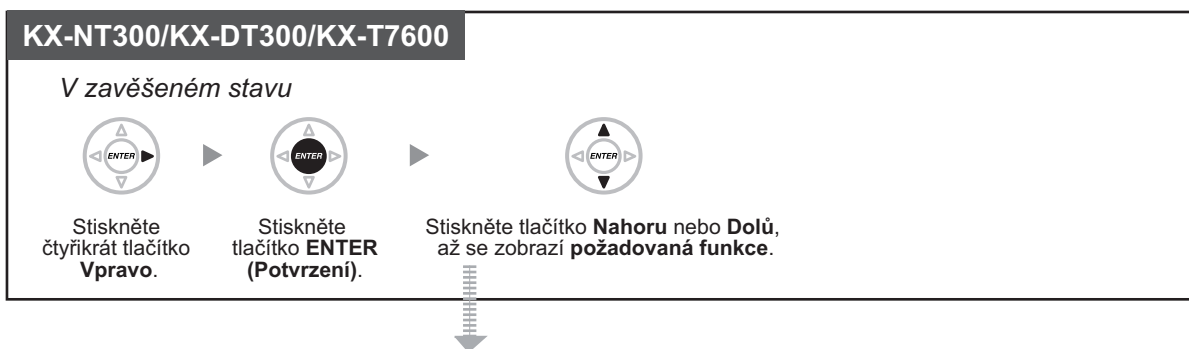 KX-NT300/KX-DT300/KX-T7600
V zavěšeném stavu
ENTER
ENTER
ENTER
Stiskněte
čtyřikrát tlačítko
Vpravo.
Stiskněte
tlačítko ENTER
(Potvrzení).
Stiskněte tlačítko Nahoru nebo Dolů,
až se zobrazí požadovaná funkce.